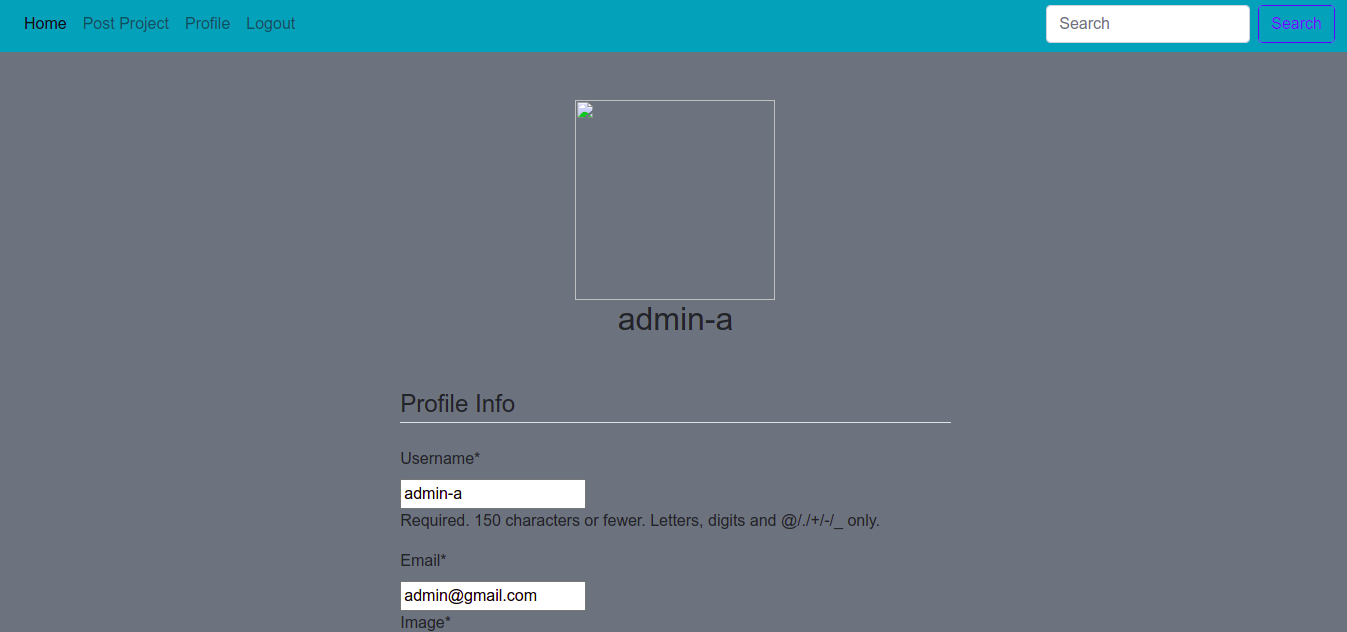 Home Post Project Profile Logout Search Search
admin-a
Profile Info
Username*
admin-a
Required. 150 characters or fewer. Letters, digits and @/./+/-/_ only.
Email*
admin@gmail.com
Image*